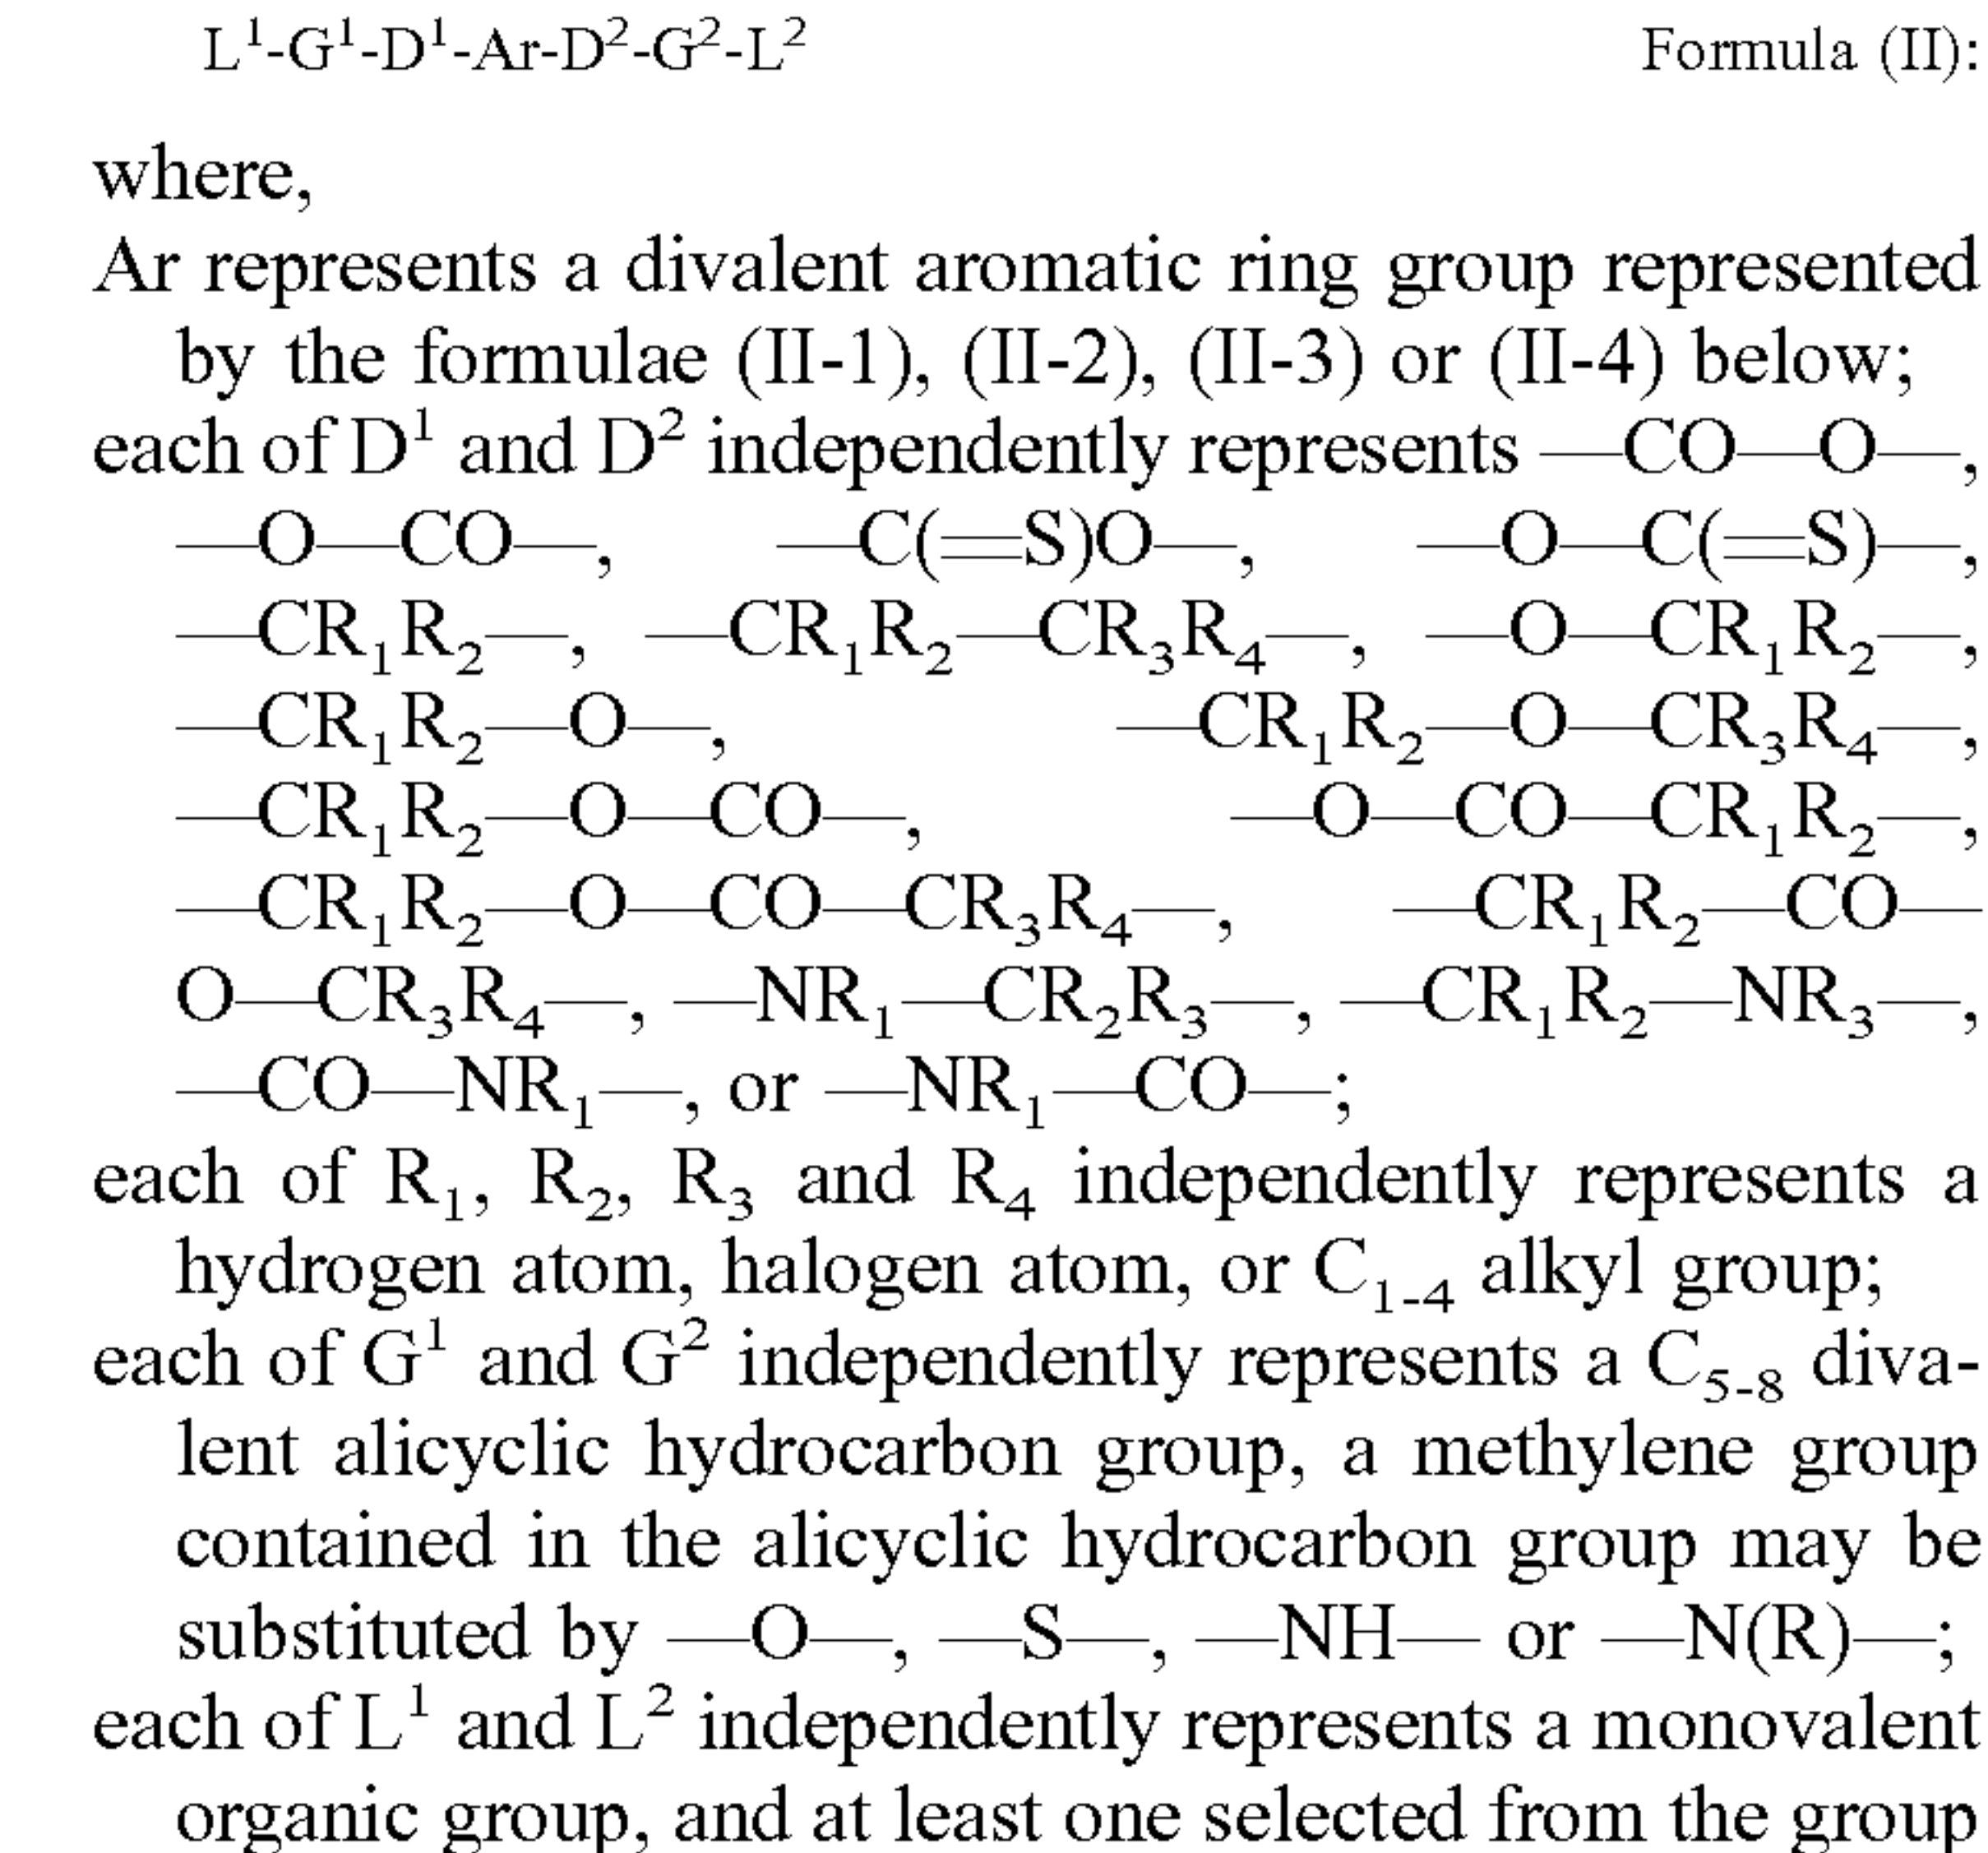 L¹-G¹-D¹-Ar-D²-G²-L² Formula (II):
where,
Ar represents a divalent aromatic ring group represented
by the formulae (II-1), (II-2), (II-3) or (II-4) below;
each of D¹ and D² independently represents —CO—O—,
—O—CO—, —C(=S)O—, —O—C(=S)—,
—CR₁R₂—, —CR₁R₂—CR₃R₄—, —O—CR₁R₂—,
—CR₁R₂—O—, —CR₁R₂—O—CR₃R₄—,
—CR₁R₂—O—CO—, —O—CO—CR₁R₂—,
—CR₁R₂—O—CO—CR₃R₄—, —CR₁R₂—CO—
O—CR₃R₄—, —NR₁—CR₂R₃—, —CR₁R₂—NR₃—,
—CO—NR₁—, or —NR₁—CO—;
each of R₁, R₂, R₃ and R₄ independently represents a
hydrogen atom, halogen atom, or C₁₋₄ alkyl group;
each of G¹ and G² independently represents a C₅₋₈ diva-
lent alicyclic hydrocarbon group, a methylene group
contained in the alicyclic hydrocarbon group may be
substituted by —O—, —S—, —NH— or —N(R)—;
each of L¹ and L² independently represents a monovalent
organic group, and at least one selected from the group